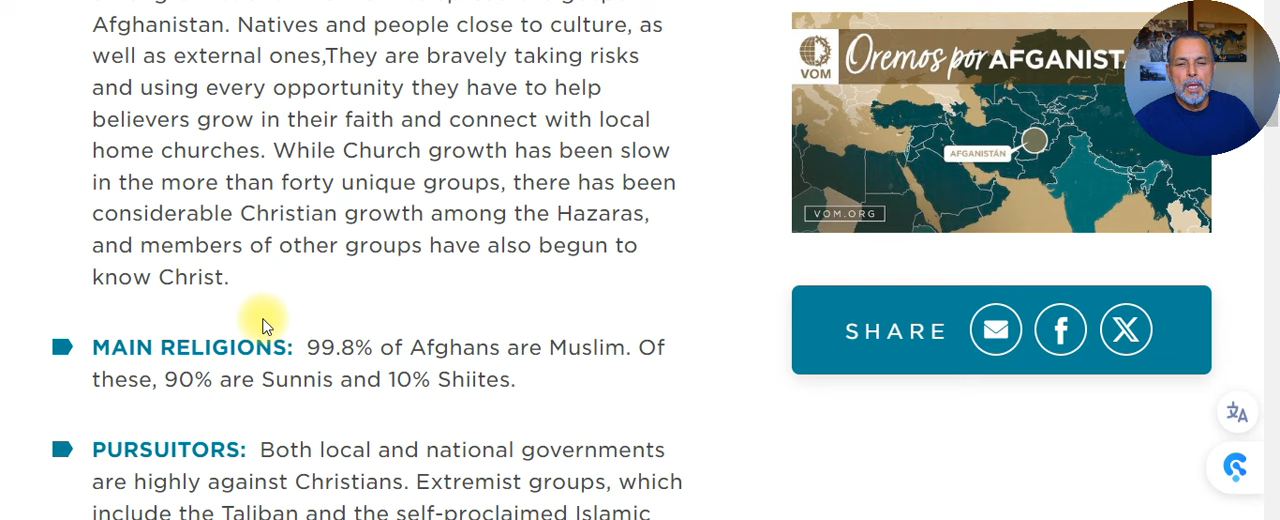 Afghanistan. Natives and people close to culture, as
well as external ones,They are bravely taking risks
and using every opportunity they have to help
believers grow in their faith and connect with local
home churches. While Church growth has been slow
in the more than forty unique groups, there has been
considerable Christian growth among the Hazaras,
and members of other groups have also begun to
know Christ.
MAIN RELIGIONS: 99.8% of Afghans are Muslim. Of
these, 90% are Sunnis and 10% Shiites.
PURSUITORS: Both local and national governments
are highly against Christians. Extremist groups, which
include the Taliban and the self-proclaimed Islamic
VOM
Oremos por AFGANIST
AFGANISTÁN
VOM.ORG
SHARE